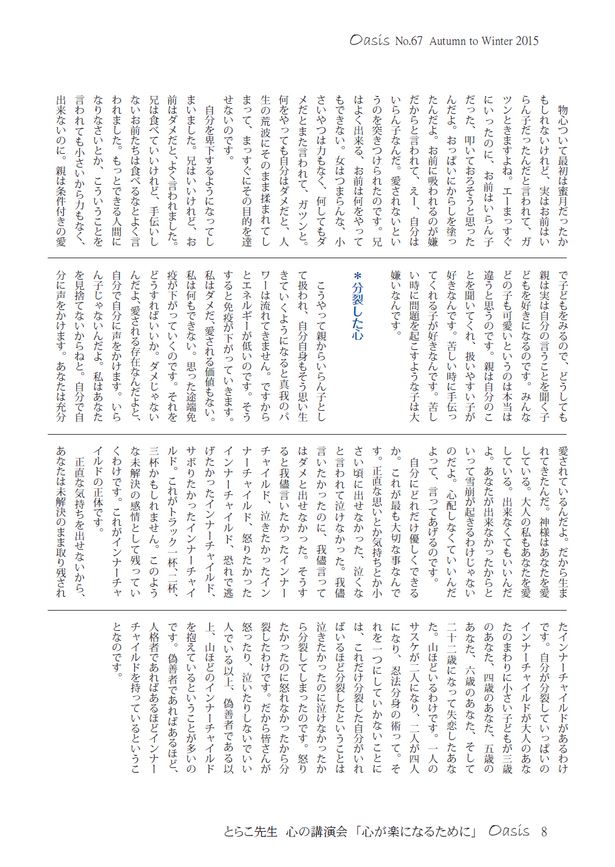 Oasis No.67 Autumn to Winter 2015
物心ついて最初は蜜月だったか
もしれないけれど、実はお前はい
らん子だったんだと言われて、ガ
ツンときますよね。エーまっすぐ
にいったのに、お前はいらん子
だった、叩いておろそうと思った
んだよ。おっぱいにからしを塗っ
たんだよ。お前に吸われるのが嫌
だからと言われて、えー、自分は
いらん子なんだ。愛されないとい
うのを突きつけられたのです。兄
はよく出来る、お前は何をやって
もできない。女はつまらんな、小
さいやつは力もなく、何してもダ
メだとまた言われて、ガツンと。
何をやっても自分はダメだと、人
生の荒波にそのまま揉まれてし
まって、まっすぐにその目的を達
せないのです。
自分を卑下するようになってし
まいました。兄はいいけれど、お
前はダメだと、よく言われました。
兄は食べていいけれど、手伝いし
ないお前たちは食べるなとよく言
われました。もっとできる人間に
なりなさいとか、こういうことを
言われても小さいから力もなく、
出来ないのに。親は条件付きの愛
で子どもをみるので、どうしても
親は実は自分の言うことを聞く子
どもを好きになるのです。みんな
どの子も可愛いというのは本当は
違うと思うのです。親は自分のこ
とを聞いてくれ、扱いやすい子が
好きなんです。苦しい時に手伝っ
てくれる子が好きなんです。苦し
い時に問題を起こすような子は大
嫌いなんです。
*分裂した心
こうやって親からいらん子とし
て扱われ、自分自身もそう思い生
きていくようになると真我のパ
ワーは流れてきません。ですから
とエネルギーが低いのです。そう
すると免疫が下がっていきます。
私はダメだ、愛される価値もない。
私は何もできない。思った途端免
疫が下がっていくのです。それを
どうすればいいか。ダメじゃない
んだよ、愛される存在なんだよと、
自分で自分に声をかけます。いら
ん子じゃないんだよ。私はあなた
を見捨てないからねと。自分で自
分に声をかけます。あなたは充分
愛されているんだよ。だから生ま
れてきたんだ。神様はあなたを愛
している。大人の私もあなたを愛
している。出来なくてもいいんだ
よ。あなたが出来なかったからと
いって雪崩が起きるわけじゃない
のだよ。心配しなくていいんだ
よって、言ってあげるのです。
自分にどれだけ優しくできる
か。これが最も大切な事なんで
す。正直な思いとか気持ちとか小
さい頃に出せなかった、泣くな
と言われて泣けなかった。我儘
言いたかったのに、我儘言って
はダメと出せなかった。そうす
ると我儘言いたかったインナー
チャイルド、泣きたかったイン
ナーチャイルド、怒りたかった
インナーチャイルド、恐れで逃
げたかったインナーチャイルド、
サボりたかったインナーチャイ
ルド。これがトラック一杯、二杯、
三杯かもしれません。このよう
な未解決の感情として残ってい
くわけです。これがインナーチャ
イルドの正体です。
正直な気持ちを出せないから、
あなたは未解決のまま取り残され
たインナーチャイルドがあるわけ
です。自分が分裂していっぱいの
インナーチャイルドが大人のあな
たのまわりに小さい子どもが三歳
のあなた、四歳のあなた、五歳の
あなた、六歳のあなた、そして
二十二歳になって失恋したあな
た。山ほどいるわけです。一人の
サスケが二人になり、二人が四人
になり、忍法分身の術って。そ
れを一つにしていかないことに
は、これだけ分裂した自分がいれ
ばいるほど分裂したということは
泣きたかったのに泣けなかったか
ら分裂してしまったのです。怒り
たかったのに怒れなかったから分
裂したわけです。だから皆さんが
怒ったり、泣いたりしないでいい
人でいる以上、偽善者である以
上、山ほどのインナーチャイルド
を抱えているということが多いの
です。偽善者であればあるほど、
人格者であればあるほどインナー
チャイルドを持っているというこ
となのです。
とらこ先生 心の講演会「心が楽になるために」 Oasis 8